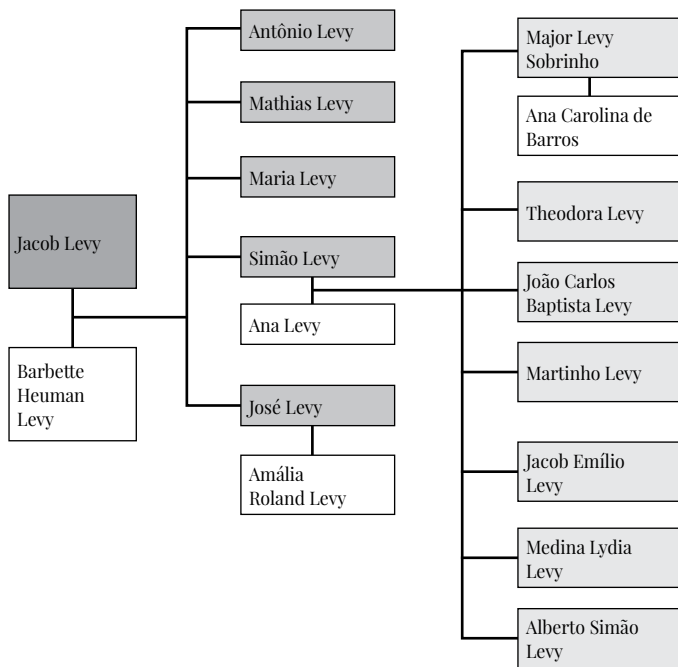 Jacob Levy
Barbette
Heuman
Levy
Antônio Levy
Mathias Levy
Maria Levy
Simão Levy
Ana Levy
José Levy
Amália
Roland Levy
Major Levy
Sobrinho
Ana Carolina de
Barros
Theodora Levy
João Carlos
Baptista Levy
Martinho Levy
Jacob Emílio
Levy
Medina Lydia
Levy
Alberto Simão
Levy